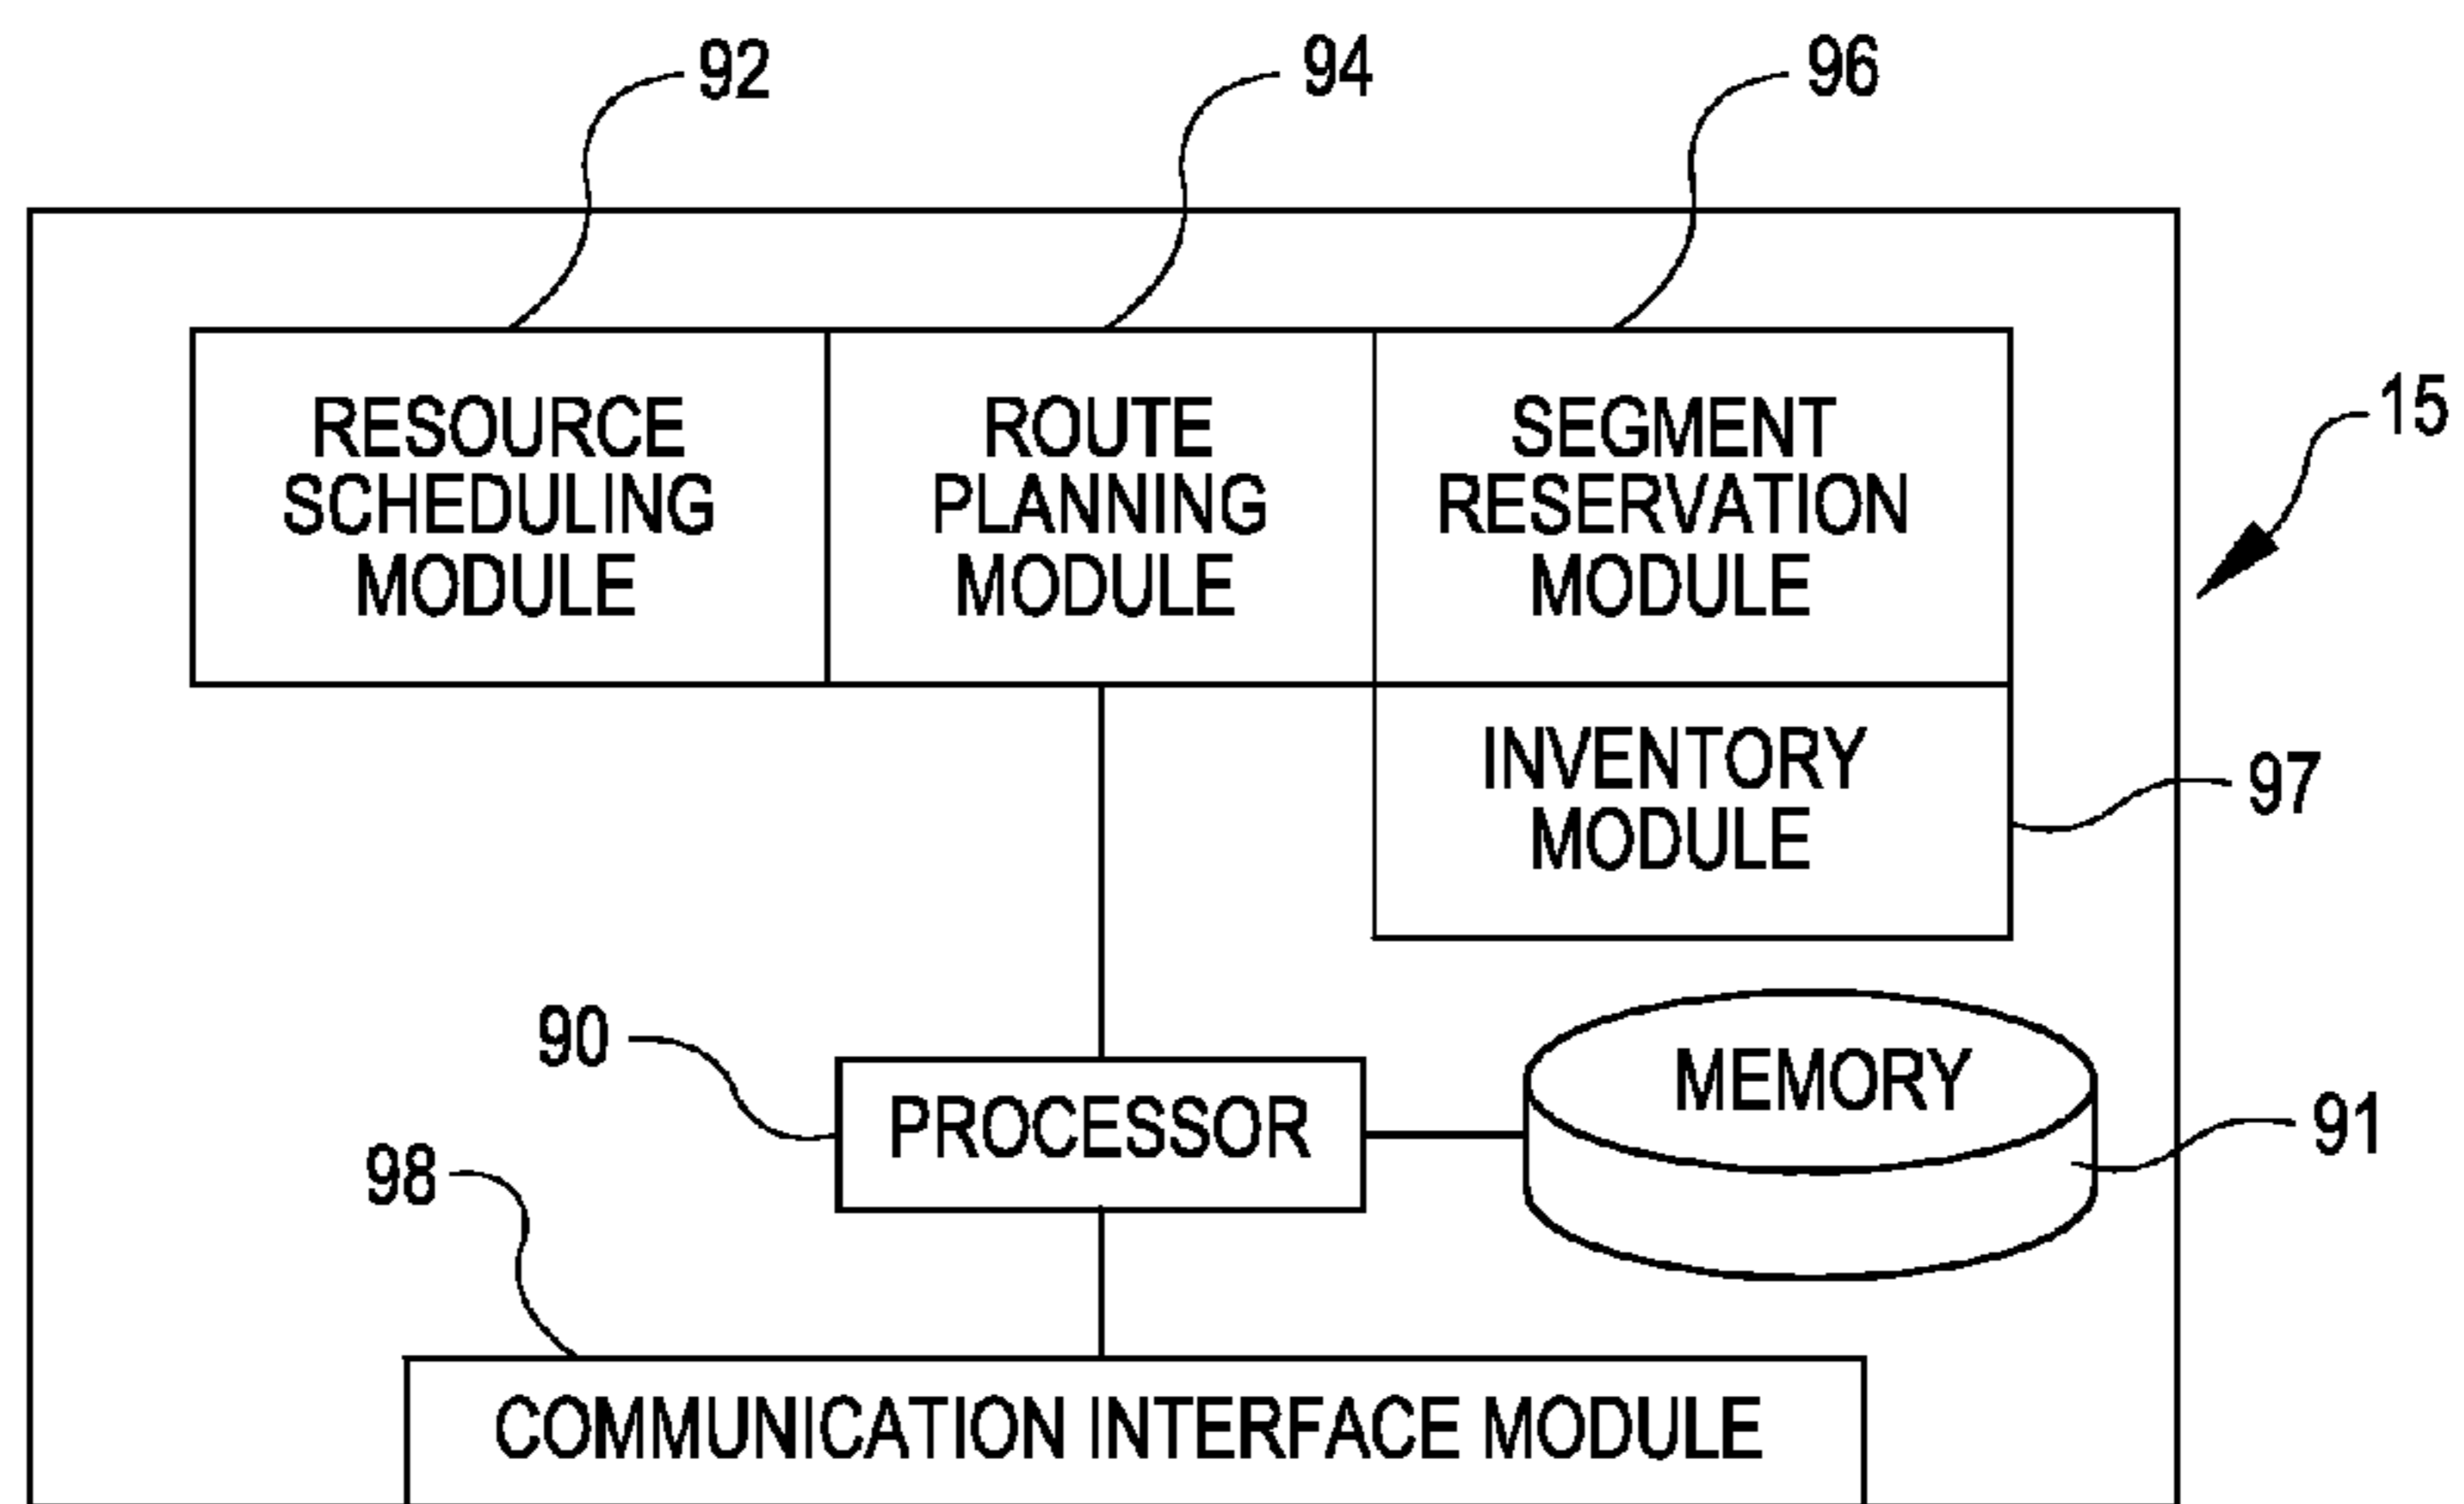 92
94
96
RESOURCE
SCHEDULING
MODULE
ROUTE
PLANNING
MODULE
SEGMENT
RESERVATION
MODULE
15
INVENTORY
MODULE
97
90
PROCESSOR
MEMORY
91
98
COMMUNICATION INTERFACE MODULE